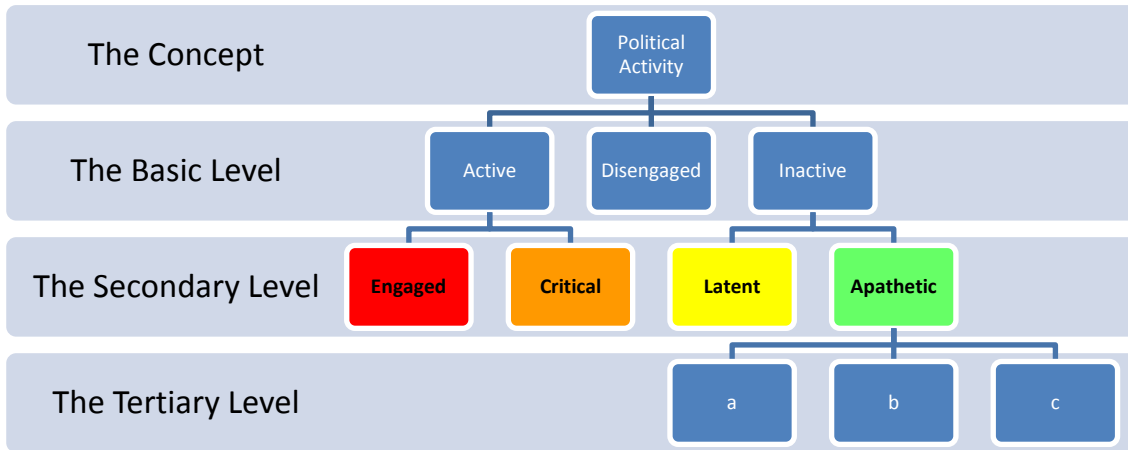 The Concept
Political
Activity
The Basic Level
Active
Disengaged
Inactive
The Secondary Level
Engaged
Critical
Latent
Apathetic
The Tertiary Level
a
b
c